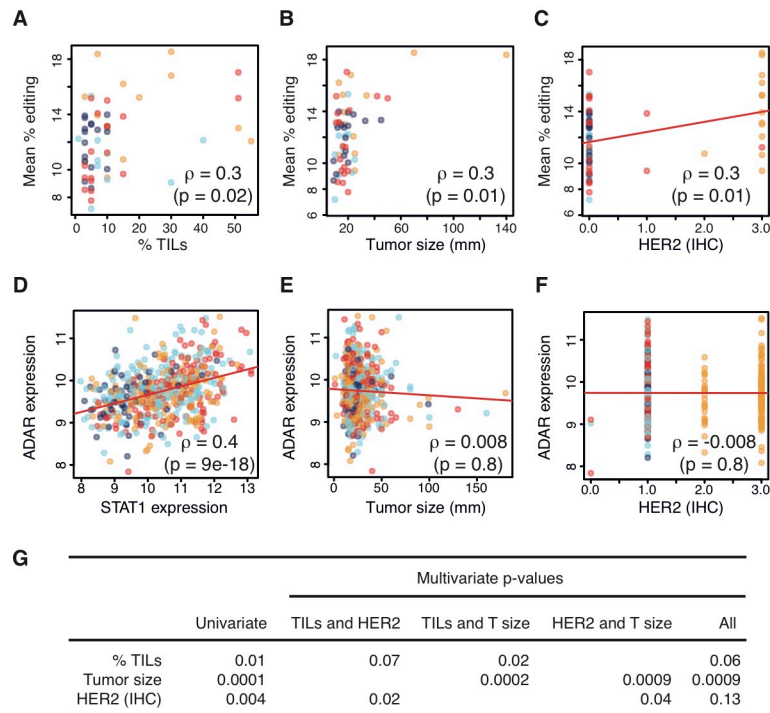 A
B
C
Mean % editing
18
14
12
10
8
0 10 20 30 40 50
% TILs
ρ = 0.3
(p = 0.02)
Mean % editing
18
14
12
10
8
6
20 60 100 140
Tumor size (mm)
ρ = 0.3
(p = 0.01)
Mean % editing
18
14
12
10
8
6
0.0 1.0 2.0 3.0
HER2 (IHC)
ρ = 0.3
(p = 0.01)
D
E
F
ADAR expression
11
10
9
8
8 9 10 11 12 13
STAT1 expression
ρ = 0.4
(p = 9e-18)
ADAR expression
11
10
9
8
0 50 100 150
Tumor size (mm)
ρ = 0.008
(p = 0.8)
ADAR expression
11
10
9
8
0.0 1.0 2.0 3.0
HER2 (IHC)
ρ = -0.008
(p = 0.8)
G
Multivariate p-values
Univariate TILs and HER2 TILs and T size HER2 and T size All
% TILs 0.01 0.07 0.02 0.06
Tumor size 0.0001 0.0002 0.0009 0.0009
HER2 (IHC) 0.004 0.02 0.04 0.13